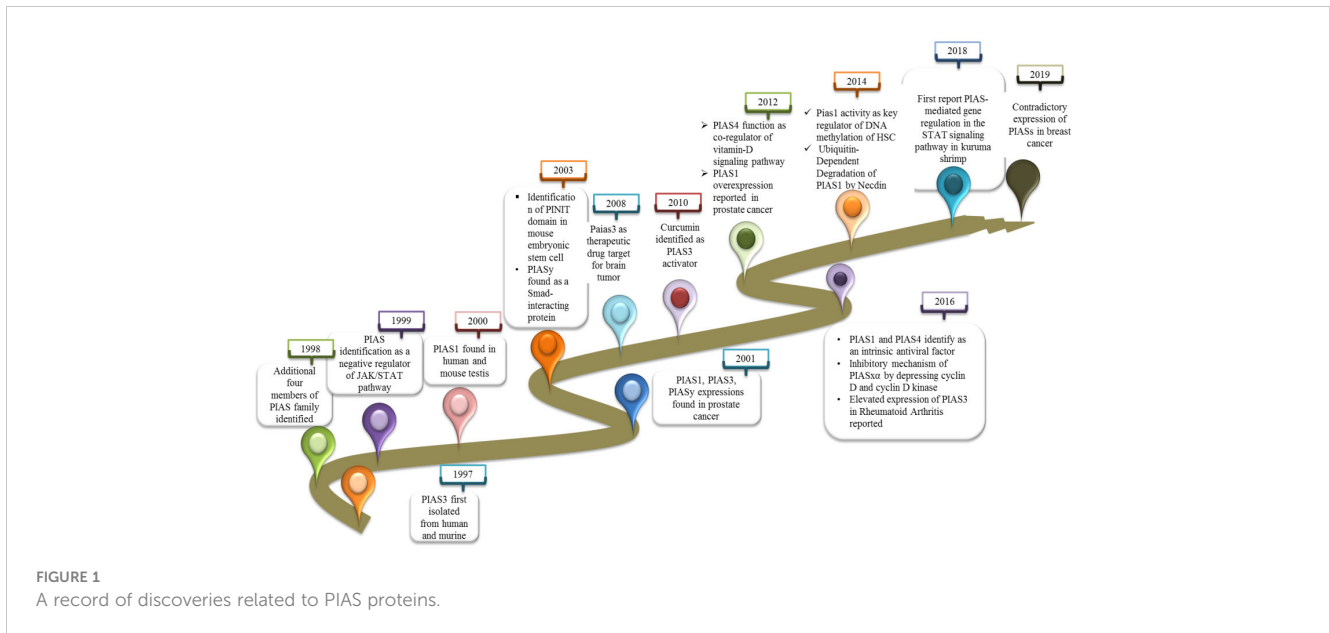 2018
2019
2014
2012
First report PIAS-
mediated gene
regulation in the
STAT signaling
pathway in kuruma
shrimp
Contradictory
expression of
PIASs in breast
cancer
✓ Pias1 activity as key
regulator of DNA
methylation of HSC
✓ Ubiquitin-
Dependent
Degradation of
PIAS1 by Necdin
➢ PIAS4 function as
co-regulator of
vitamin-D
signaling pathway
➢ PIAS1
overexpression
reported in
prostate cancer
2003
▪ Identificatio
n of PINIT
domain in
mouse
embryonic
stem cell
• PIASy
found as a
Smad-
interacting
protein
2008
Paias3 as
therapeutic
drug target
for brain
tumor
2010
Curcumin
identified as
PIAS3
activator
1998
Additional
four
members of
PIAS family
identified
1999
PIAS
identification as a
negative regulator
of JAK/STAT
pathway
2000
PIAS1 found in
human and
mouse testis
2016
• PIAS1 and PIAS4 identify as
an intrinsic antiviral factor
• Inhibitory mechanism of
PIASxα by depressing cyclin
D and cyclin D kinase
• Elevated expression of PIAS3
in Rheumatoid Arthritis
reported
2001
PIAS1, PIAS3,
PIASy expressions
found in prostate
cancer
1997
PIAS3 first
isolated
from human
and murine
FIGURE 1
A record of discoveries related to PIAS proteins.